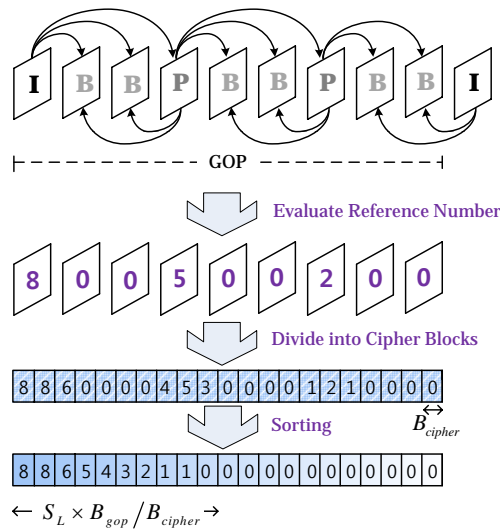 I B B P B B P B B I
GOP
Evaluate Reference Number
8 0 0 5 0 0 2 0 0
Divide into Cipher Blocks
8 8 6 0 0 0 0 4 5 3 0 0 0 0 1 2 1 0 0 0 0
B_cipher
Sorting
8 8 6 5 4 3 2 1 1 0 0 0 0 0 0 0 0 0 0 0 0
S_L × B_gop / B_cipher